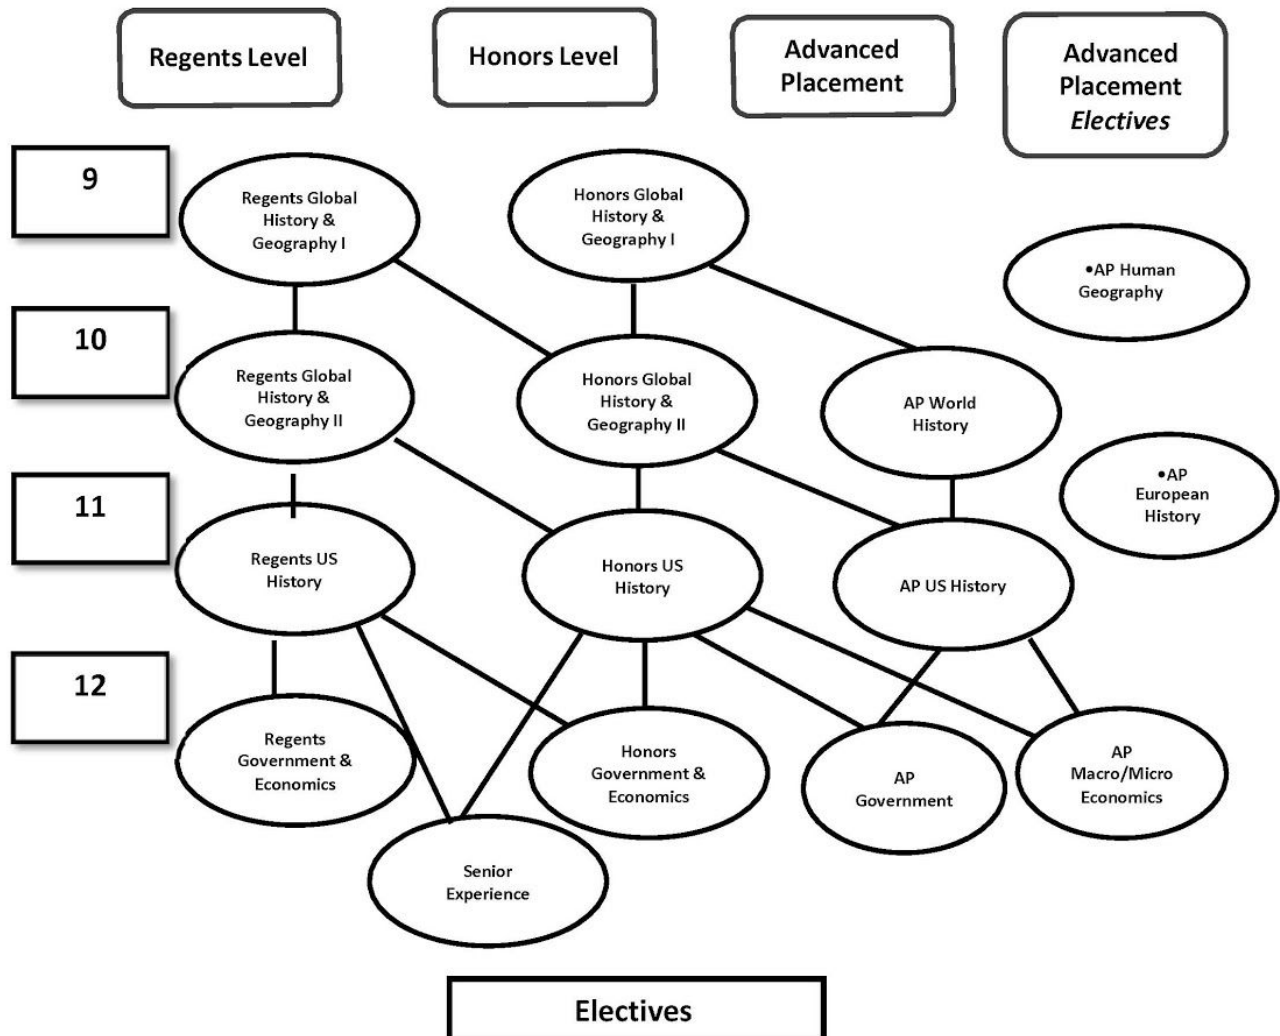 Regents Level
Honors Level
Advanced
Placement
Advanced
Placement
Electives
9
Regents Global
History &
Geography I
Honors Global
History &
Geography I
•AP Human
Geography
10
Regents Global
History &
Geography II
Honors Global
History &
Geography II
AP World
History
•AP
European
History
11
Regents US
History
Honors US
History
AP US History
12
Regents
Government &
Economics
Honors
Government &
Economics
AP
Government
AP
Macro/Micro
Economics
Senior
Experience
Electives